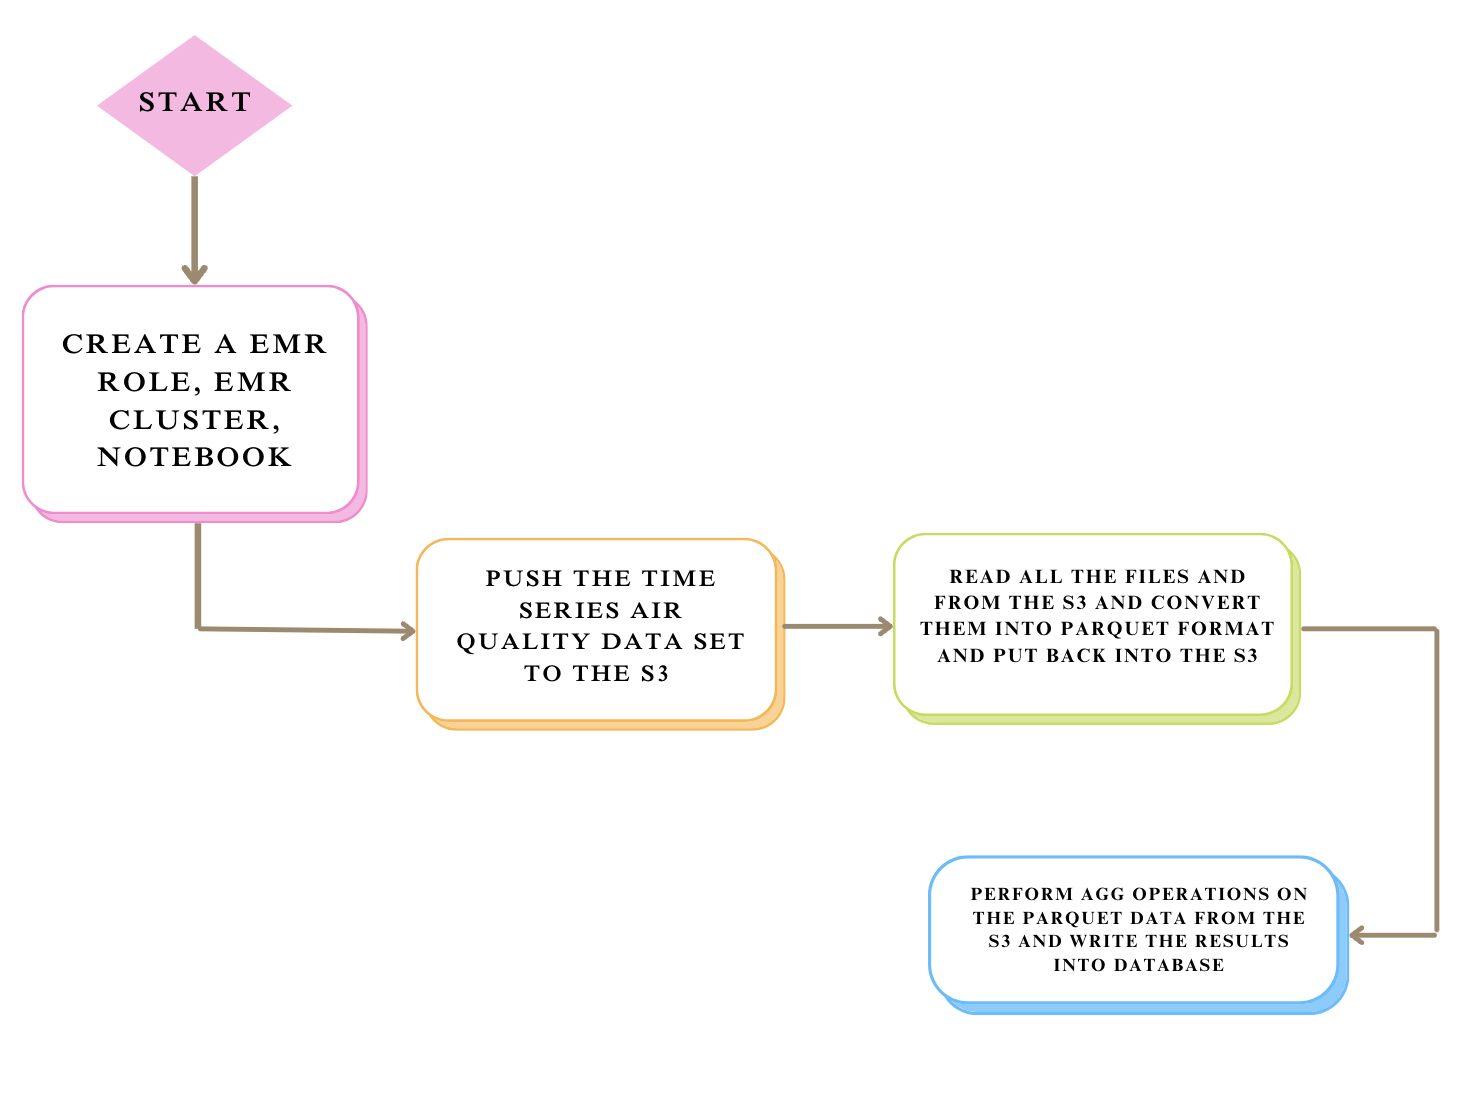 START
CREATE A EMR
ROLE, EMR
CLUSTER,
NOTEBOOK
PUSH THE TIME
SERIES AIR
QUALITY DATA SET
TO THE S3
READ ALL THE FILES AND
FROM THE S3 AND CONVERT
THEM INTO PARQUET FORMAT
AND PUT BACK INTO THE S3
PERFORM AGG OPERATIONS ON
THE PARQUET DATA FROM THE
S3 AND WRITE THE RESULTS
INTO DATABASE